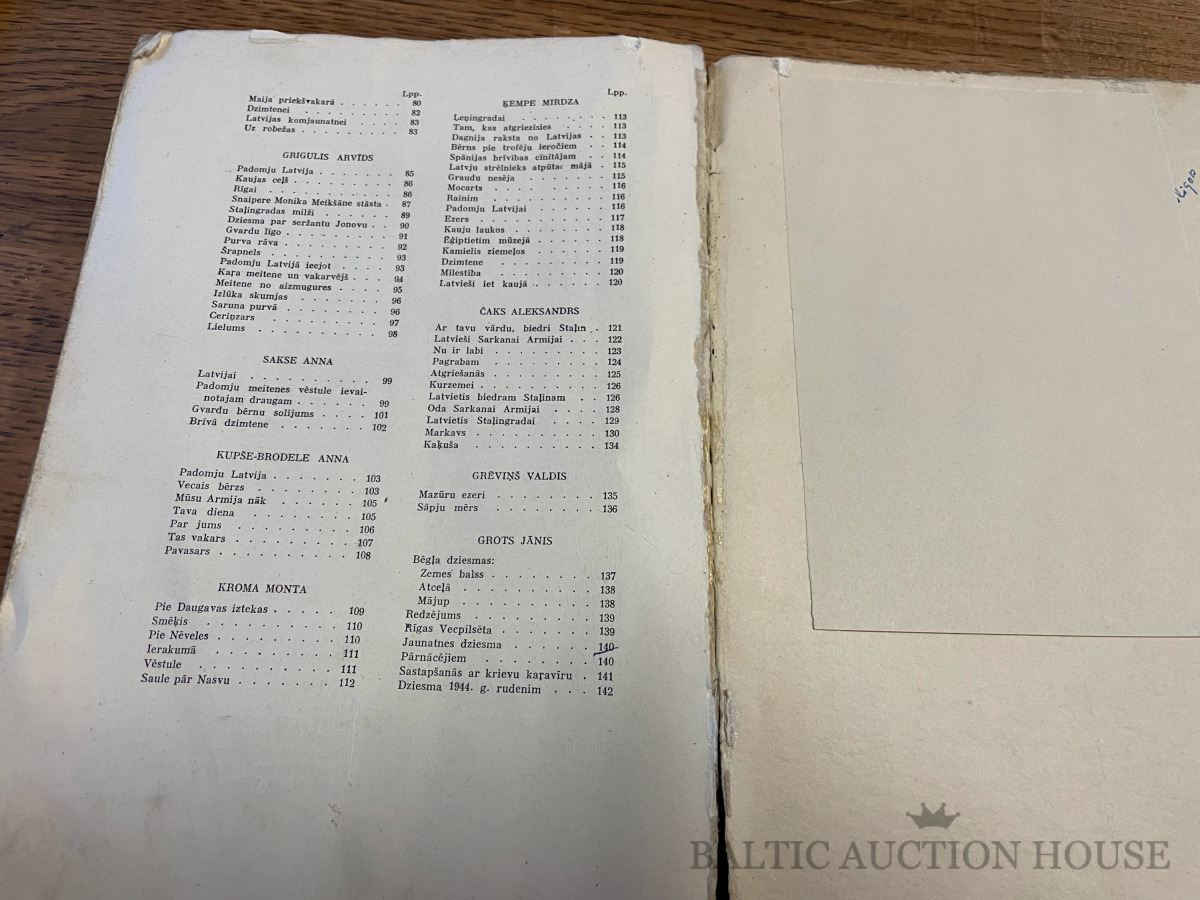 Lpp.
Maija priekšvakarā . . . . . . 80
Dzimtenei . . . . . . . . . 82
Latvijas komjaunatnei . . . . . 83
Uz robežas . . . . . . . . . 83
GRIGULIS ARVĪDS
Padomju Latvija . . . . . . . 85
Kaujas ceļš . . . . . . . . 86
Rīgai . . . . . . . . . . 86
Snaipere Monika Meikšāne stāsta . 87
Staļingradas milži . . . . . . 89
Dziesma par seržantu Jonovu . . 90
Gvardu līgo . . . . . . . . 91
Purva rāva . . . . . . . . 92
Šrapnels . . . . . . . . . 93
Padomju Latvijā ieejot . . . . 93
Kaŗa meitene un vakarvējš . . . 94
Meitene no aizmugures . . . . . 95
Izlūka skumjas . . . . . . . 96
Saruna purvā . . . . . . . . 96
Ceriņzars . . . . . . . . . 97
Lielums . . . . . . . . . 98
SAKSE ANNA
Latvijai . . . . . . . . . 99
Padomju meitenes vēstule ievai-
notajam draugam . . . . . . 99
Gvardu bērnu solījums . . . . . 101
Brīvā dzimtene . . . . . . . 102
KUPŠE-BRODELE ANNA
Padomju Latvija . . . . . . . 103
Vecais bērzs . . . . . . . . 103
Mūsu Armija nāk . . . . . . 105
Tava diena . . . . . . . . 105
Par jums . . . . . . . . . 106
Tas vakars . . . . . . . . 107
Pavasars . . . . . . . . . 108
KROMA MONTA
Pie Daugavas iztekas . . . . . 109
Smēķis . . . . . . . . . 110
Pie Nēveles . . . . . . . . 110
Ierakumā . . . . . . . . . 111
Vēstule . . . . . . . . . 111
Saule pār Nasvu . . . . . . . 112
Lpp.
ĶEMPE MIRDZA
Ļeņingradai . . . . . . . . 113
Tam, kas atgriezīsies . . . . . 113
Dagnija raksta no Latvijas . . 113
Bērns pie trofēju ieročiem . . 114
Spānijas brīvības cīnītājam . . 114
Latvju strēlnieks atpūtas mājā . 115
Graudu nesēja . . . . . . . 115
Mocarts . . . . . . . . . 116
Rainim . . . . . . . . . 116
Padomju Latvijai . . . . . . 116
Ezers . . . . . . . . . . 117
Kauju laukos . . . . . . . 118
Ēģiptietim mūzejā . . . . . . 118
Kamielis ziemeļos . . . . . . 119
Dzimtene . . . . . . . . . 119
Mīlestība . . . . . . . . . 120
Latvieši iet kaujā . . . . . . 120
ČAKS ALEKSANDRS
Ar tavu vārdu, biedri Staļin . 121
Latvieši Sarkanai Armijai . . . 122
Nu ir labi . . . . . . . . 123
Pagrabam . . . . . . . . . 124
Atgriešanās . . . . . . . . 125
Kurzemei . . . . . . . . . 126
Latvietis biedram Staļinam . . 126
Oda Sarkanai Armijai . . . . 128
Latvietis Staļingradai . . . . 129
Markavs . . . . . . . . . 130
Kaķuša . . . . . . . . . 134
GRĒVIŅŠ VALDIS
Mazūru ezeri . . . . . . . 135
Sāpju mērs . . . . . . . . 136
GROTS JĀNIS
Bēgļa dziesmas:
Zemes balss . . . . . . . . 137
Atceļā . . . . . . . . . 138
Mājup . . . . . . . . . 138
Redzējums . . . . . . . . 139
Rīgas Vecpilsēta . . . . . . 139
Jaunatnes dziesma . . . . . . 140
Pārnācējiem . . . . . . . . 140
Sastapšanās ar krievu kaŗavīru . 141
Dziesma 1944. g. rudenim . . . 142
BALTIC AUCTION HOUSE